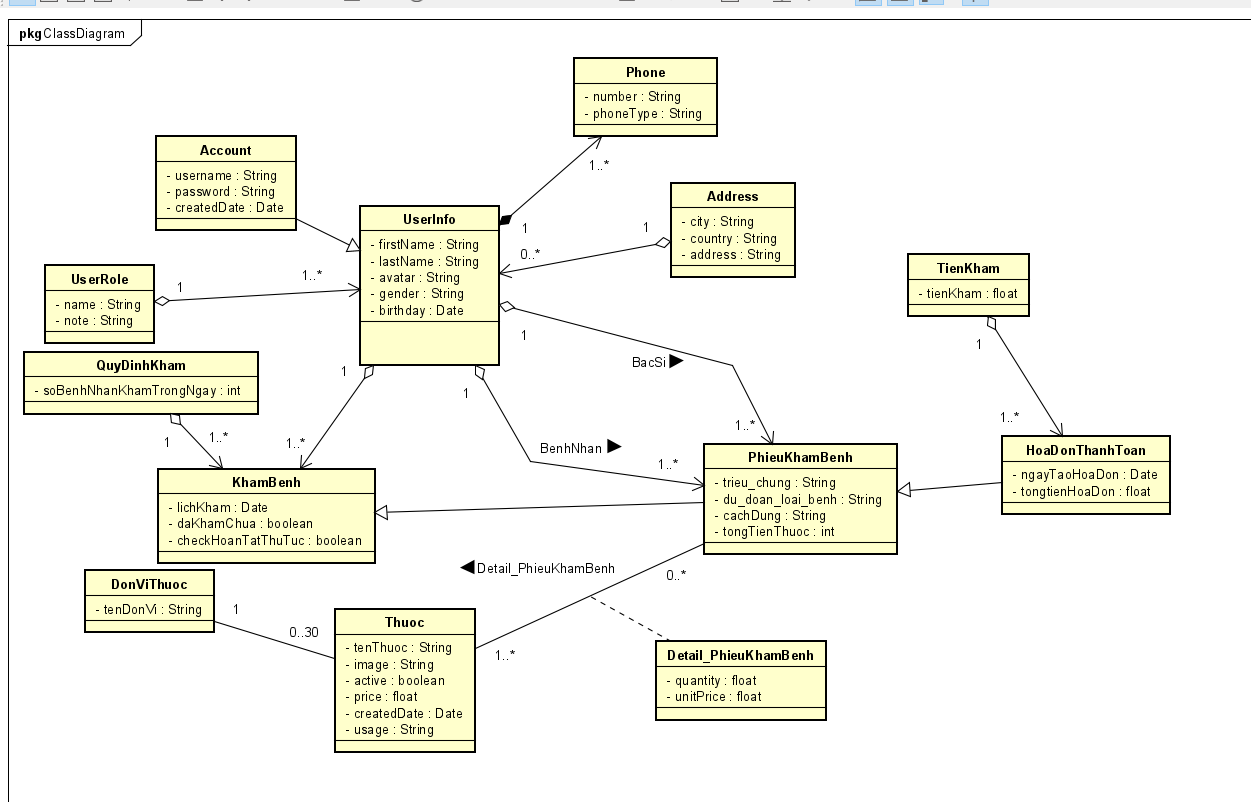 pkg ClassDiagram
Phone
- number : String
- phoneType : String
1..*
1
Account
- username : String
- password : String
- createdDate : Date
UserInfo
- firstName : String
- lastName : String
- avatar : String
- gender : String
- birthday : Date
Address
- city : String
- country : String
- address : String
1
0..*
UserRole
- name : String
- note : String
1
1..*
TienKham
- tienKham : float
1
1..*
QuyDinhKham
- soBenhNhanKhamTrongNgay : int
1
1..*
1
1..*
1
BenhNhan
1..*
1
BacSi
1..*
KhamBenh
- lichKham : Date
- daKhamChua : boolean
- checkHoanTatThuTuc : boolean
PhieuKhamBenh
- trieu_chung : String
- du_doan_loai_benh : String
- cachDung : String
- tongTienThuoc : int
HoaDonThanhToan
- ngayTaoHoaDon : Date
- tongtienHoaDon : float
Detail_PhieuKhamBenh
0..*
1..*
DonViThuoc
- tenDonVi : String
1
0..30
Thuoc
- tenThuoc : String
- image : String
- active : boolean
- price : float
- createdDate : Date
- usage : String
Detail_PhieuKhamBenh
- quantity : float
- unitPrice : float